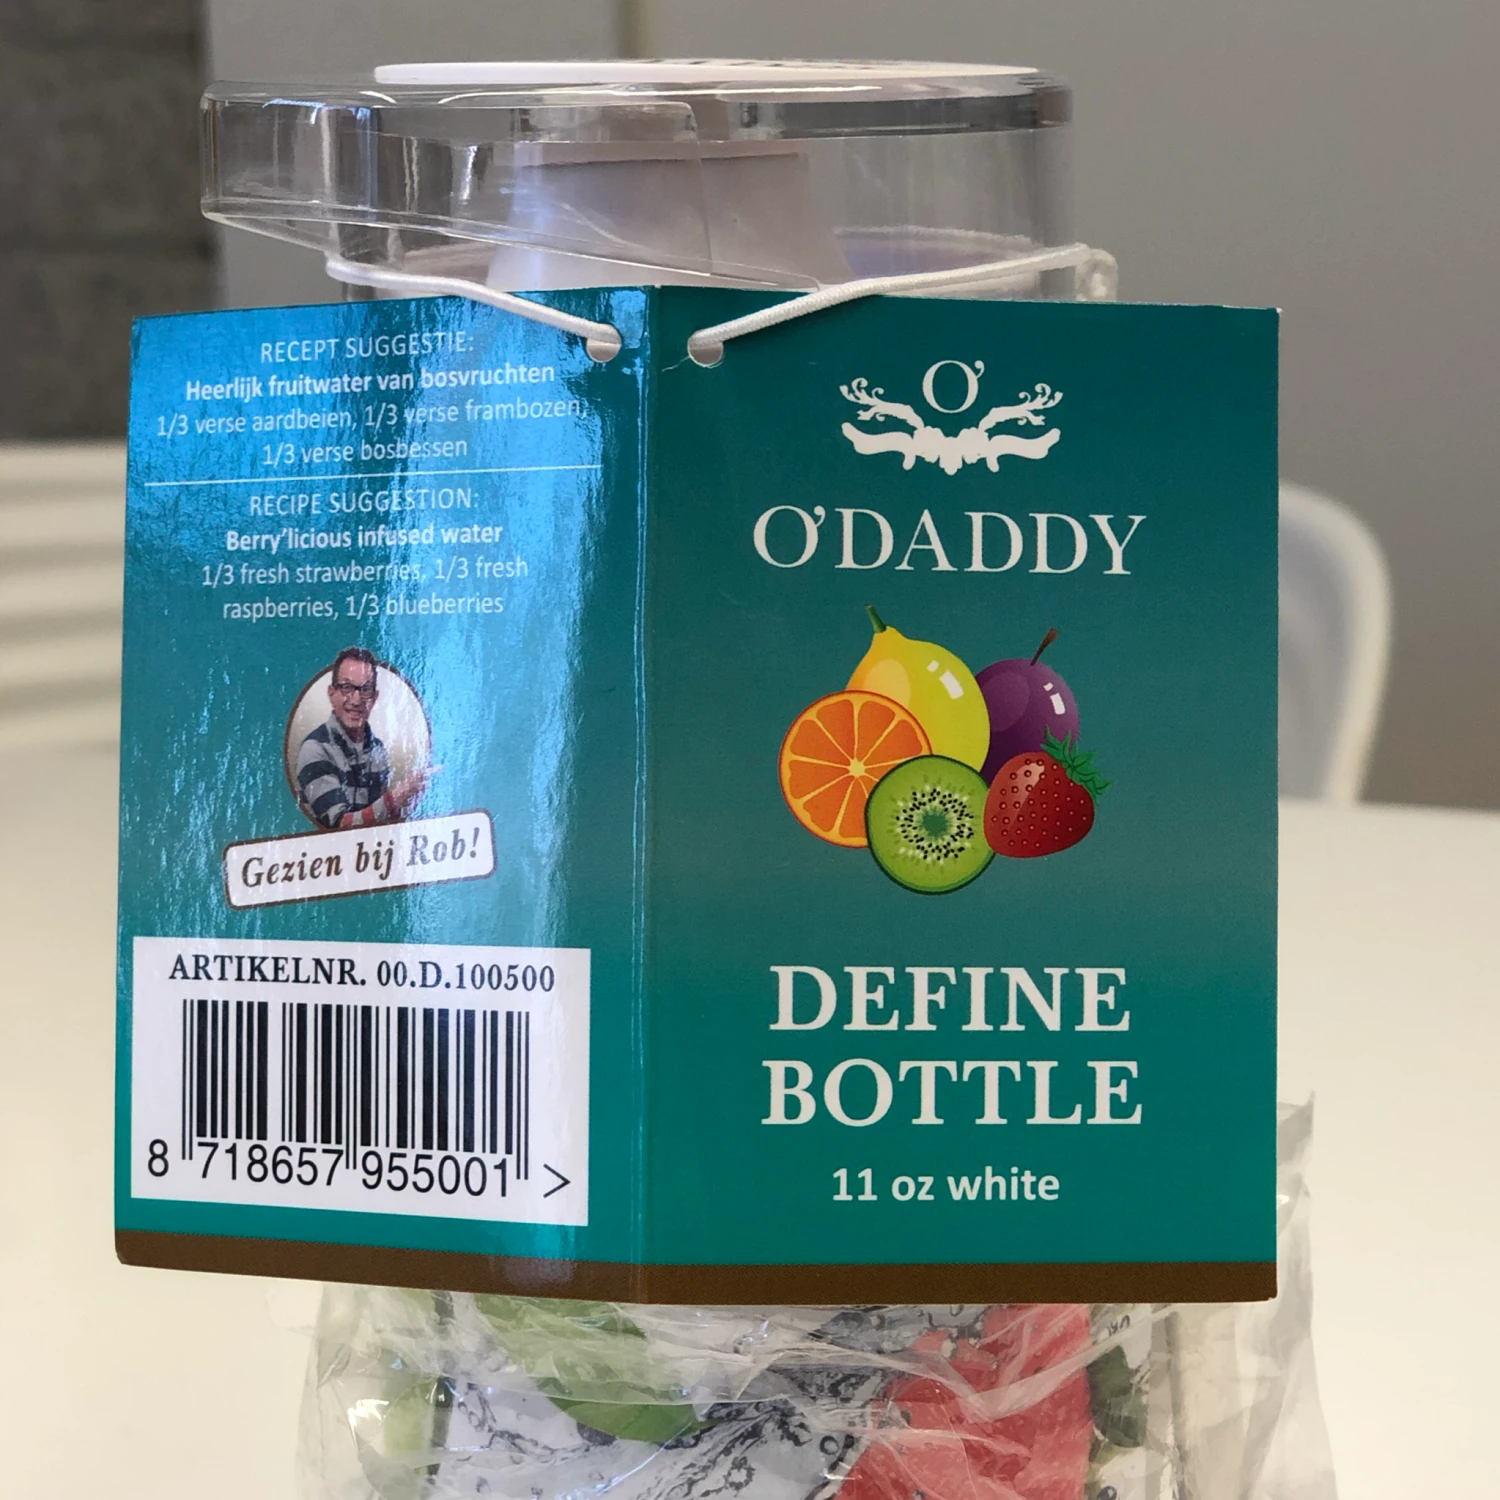 RECEPT SUGGESTIE:
Heerlijk fruitwater van bosvruchten
1/3 verse aardbeien, 1/3 verse frambozen,
1/3 verse bosbessen
RECIPE SUGGESTION:
Berry'licious infused water
1/3 fresh strawberries, 1/3 fresh
raspberries, 1/3 blueberries
Gezien bij Rob!
ARTIKELNR. 00.D.100500
8 718657 955001 >
O'
O'DADDY
DEFINE
BOTTLE
11 oz white